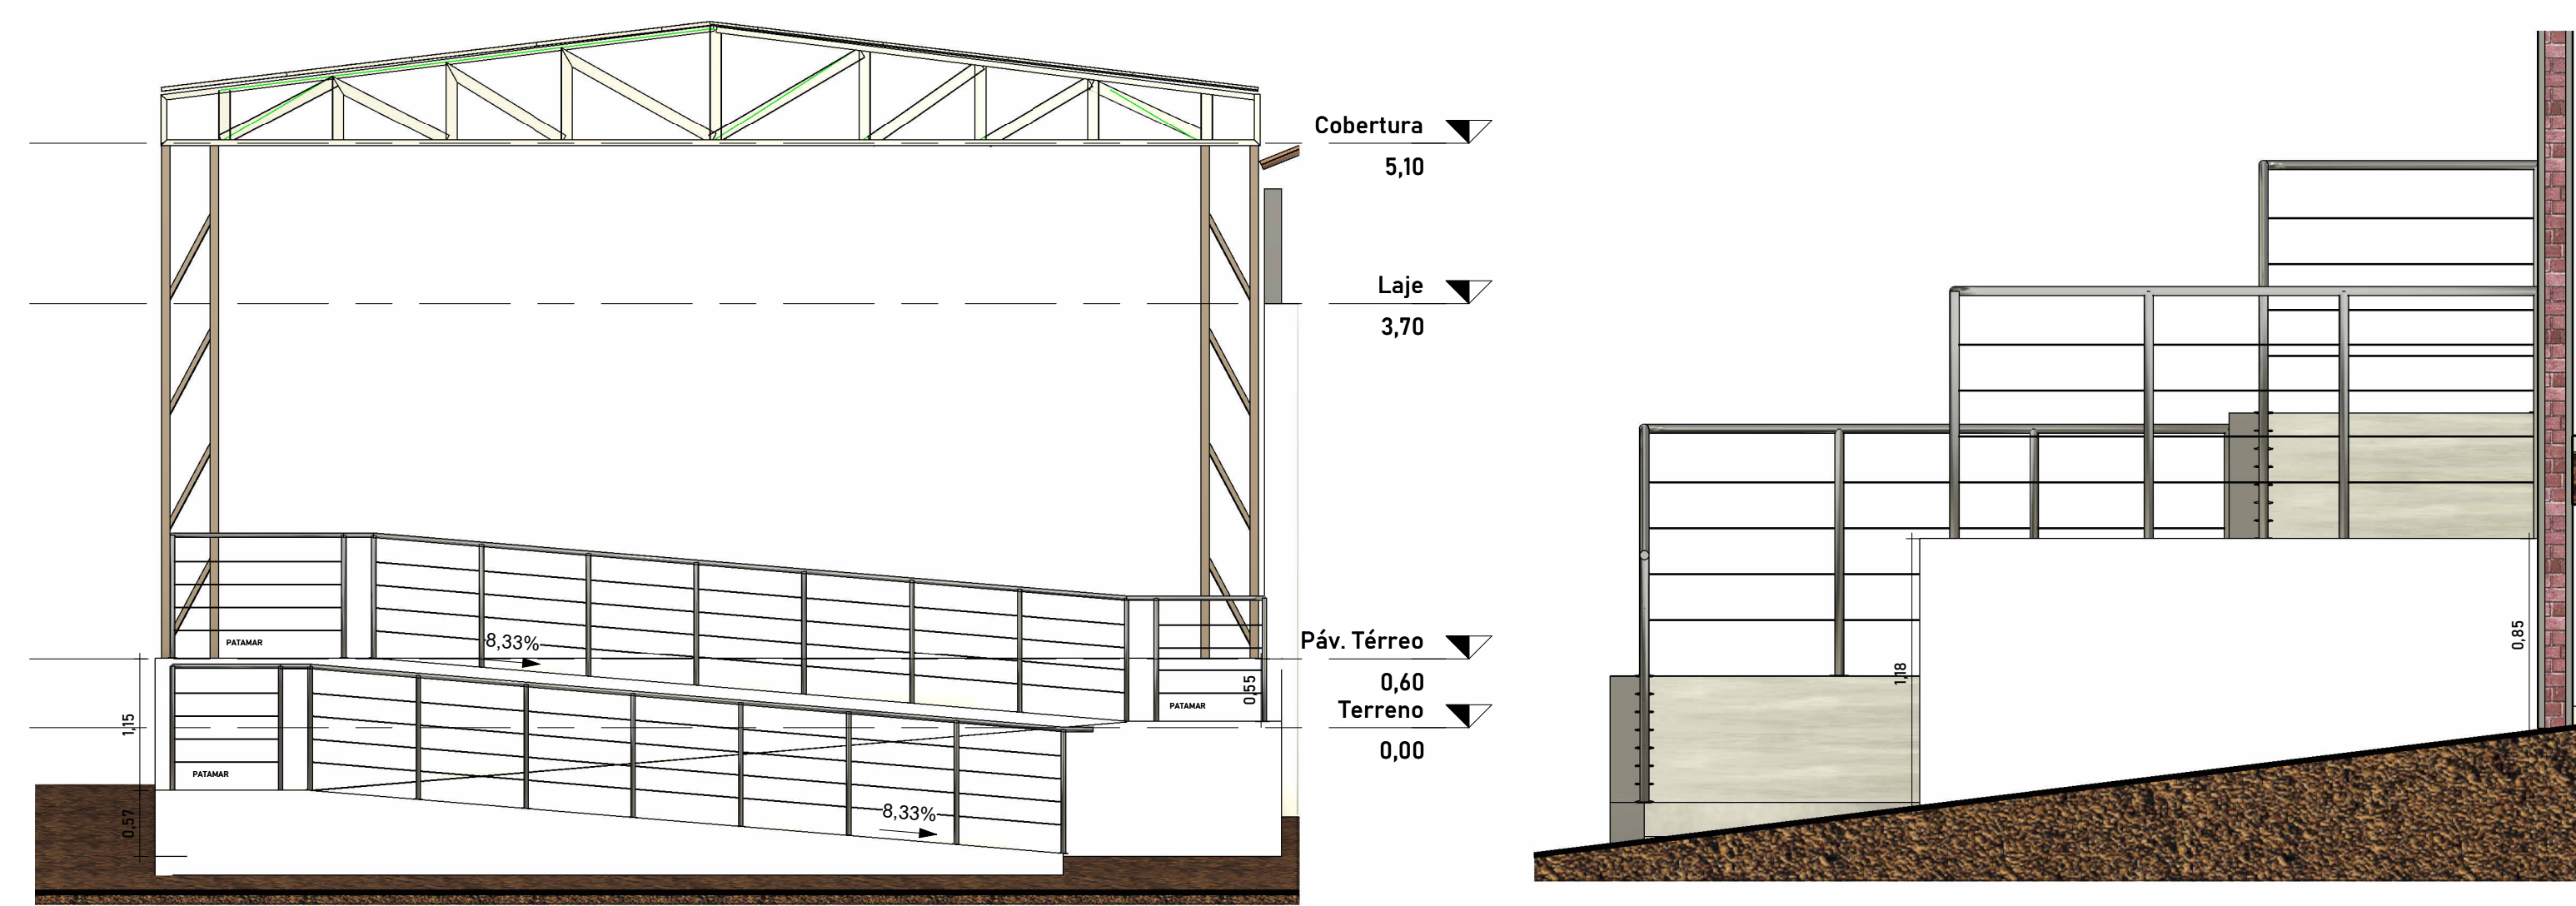 Cobertura
5,10
Laje
3,70
Páv. Térreo
0,60
Terreno
0,00
PATAMAR
8,33%
0,55
PATAMAR
1,15
PATAMAR
8,33%
0,57
1,18
0,85